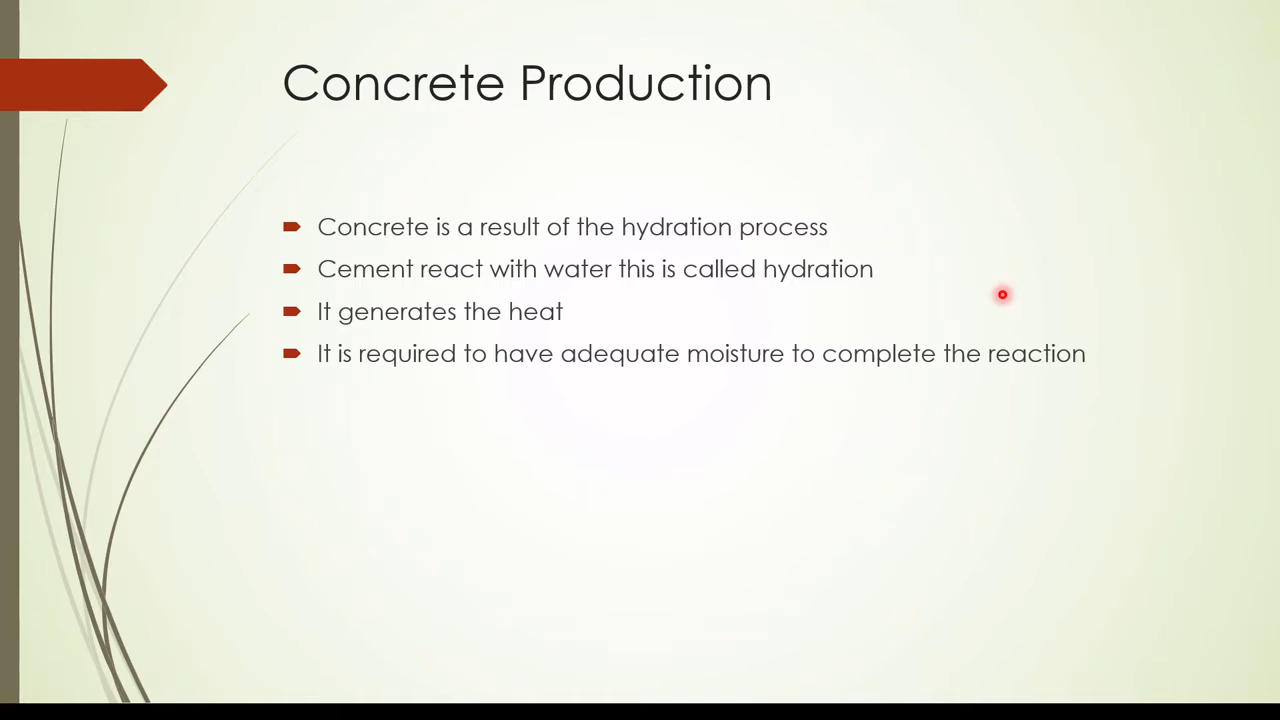 Concrete Production
Concrete is a result of the hydration process
Cement react with water this is called hydration
It generates the heat
It is required to have adequate moisture to complete the reaction